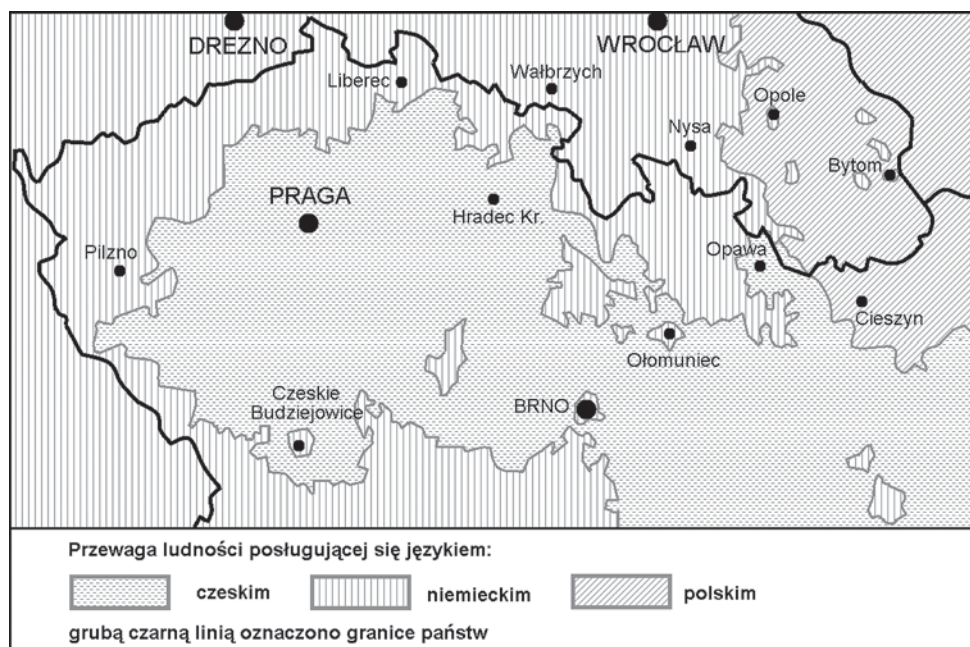 DREZNO
WROCŁAW
Liberec
Wałbrzych
Opole
Nysa
Bytom
PRAGA
Hradec Kr.
Pilzno
Opawa
Cieszyn
Ołomuniec
Czeskie
Budziejowice
BRNO
Przewaga ludności posługującej się językiem:
czeskim niemieckim polskim
grubą czarną linią oznaczono granice państw